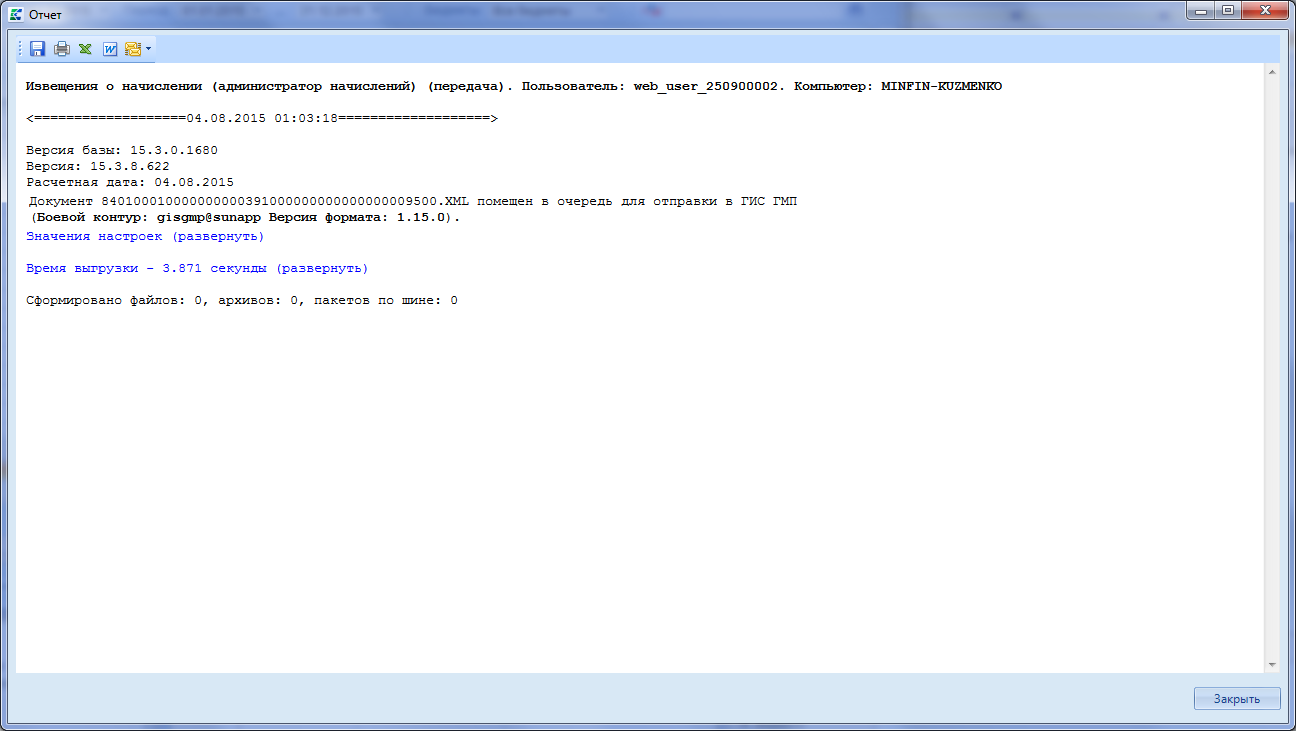 Отчет
Извещения о начислении (администратор начислений) (передача). Пользователь: web_user_250900002. Компьютер: MINFIN-KUZMENKO
<===================04.08.2015 01:03:18===================>
Версия базы: 15.3.0.1680
Версия: 15.3.8.622
Расчетная дата: 04.08.2015
Документ 840100010000000000391000000000000000009500.XML помещен в очередь для отправки в ГИС ГМП
(Боевой контур: gisgmp@sunapp Версия формата: 1.15.0).
Значения настроек (развернуть)
Время выгрузки - 3.871 секунды (развернуть)
Сформировано файлов: 0, архивов: 0, пакетов по шине: 0
Закрыть